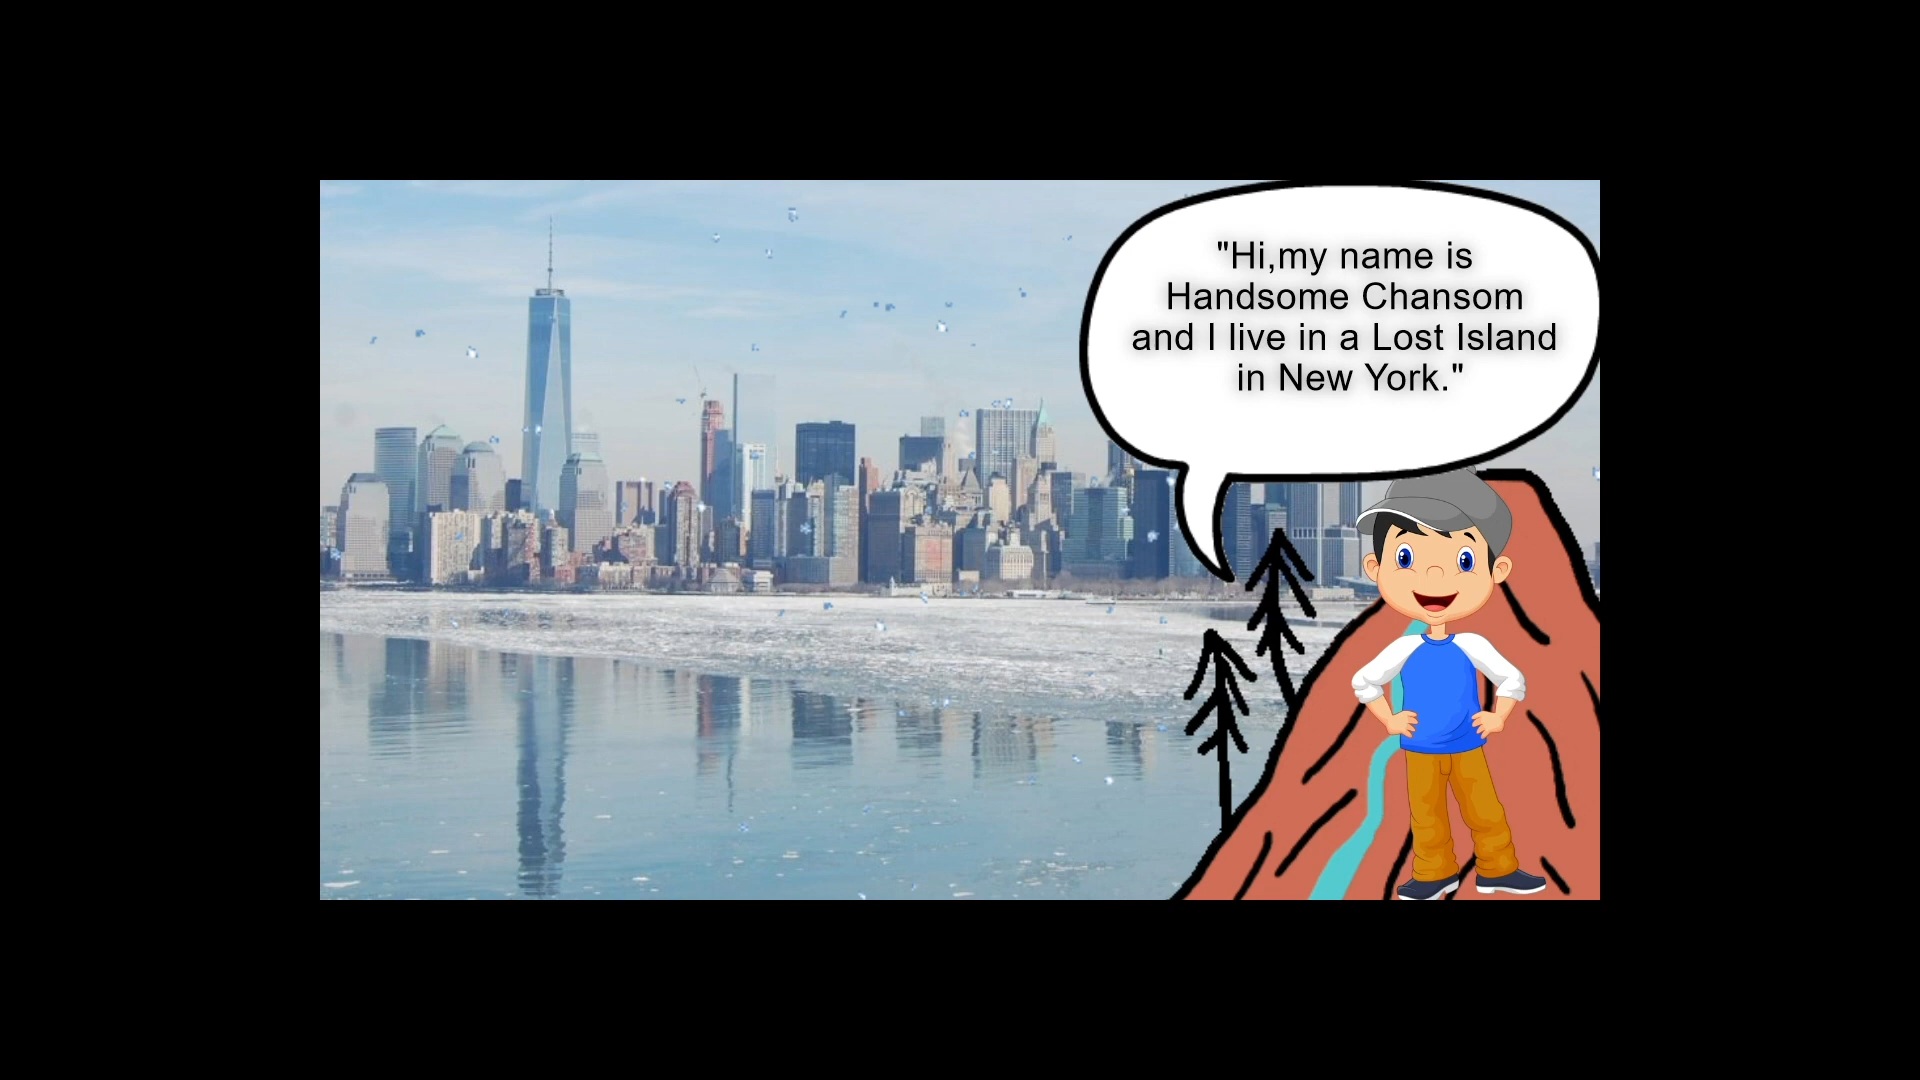 "Hi,my name is
Handsome Chansom
and I live in a Lost Island
in New York."